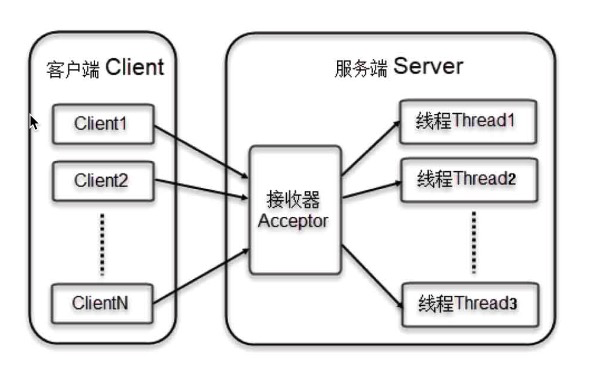 客户端 Client
Client1
Client2
ClientN
服务端 Server
接收器
Acceptor
线程Thread1
线程Thread2
线程Thread3